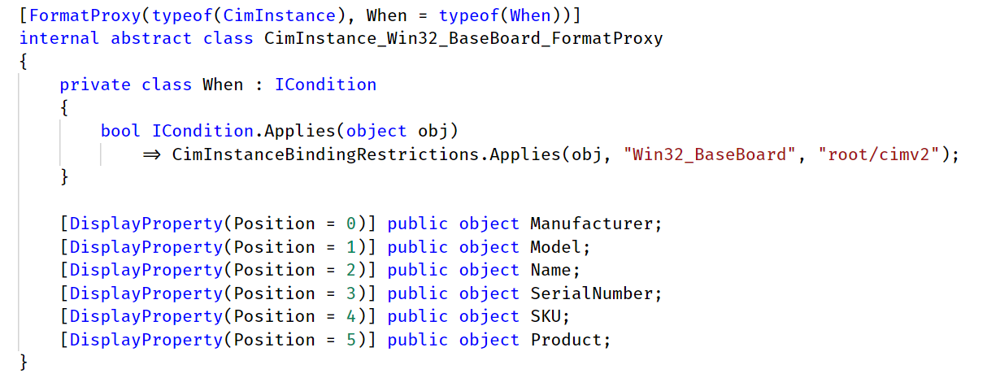 [FormatProxy(typeof(CimInstance), When = typeof(When))]
internal abstract class CimInstance_Win32_BaseBoard_FormatProxy
{
    private class When : ICondition
    {
        bool ICondition.Applies(object obj)
            => CimInstanceBindingRestrictions.Applies(obj, "Win32_BaseBoard", "root/cimv2");
    }

    [DisplayProperty(Position = 0)] public object Manufacturer;
    [DisplayProperty(Position = 1)] public object Model;
    [DisplayProperty(Position = 2)] public object Name;
    [DisplayProperty(Position = 3)] public object SerialNumber;
    [DisplayProperty(Position = 4)] public object SKU;
    [DisplayProperty(Position = 5)] public object Product;
}